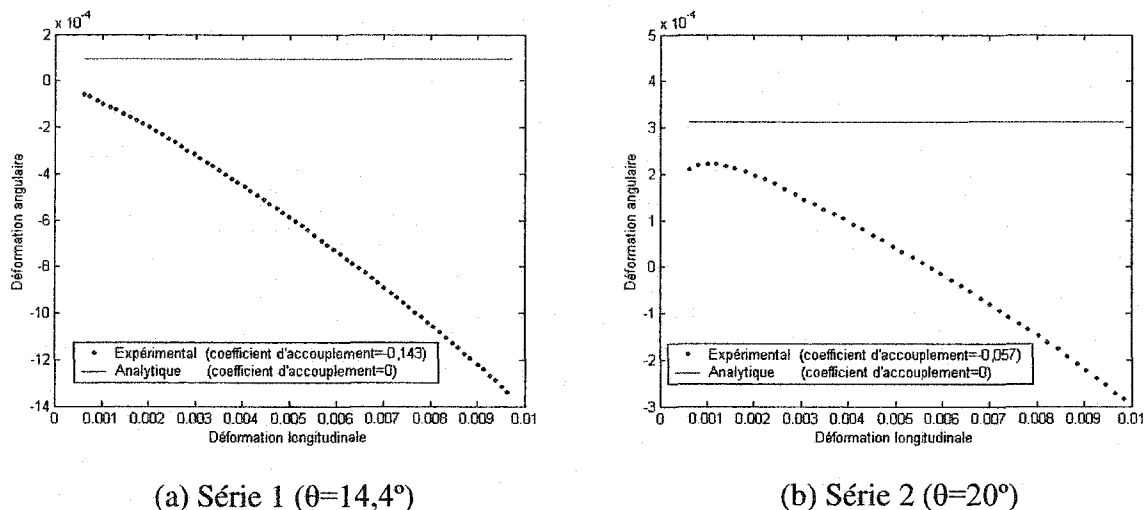 x 10⁻⁴
2
0
-2
-4
-6
-8
-10
-12
-14
Déformation angulaire
Expérimental (coefficient d'accouplement=-0,143)
Analytique (coefficient d'accouplement=0)
0 0.001 0.002 0.003 0.004 0.005 0.006 0.007 0.008 0.009 0.01
Déformation longitudinale
(a) Série 1 (θ=14,4º)
x 10⁻⁴
5
4
3
2
1
0
-1
-2
-3
Déformation angulaire
Expérimental (coefficient d'accouplement=-0,057)
Analytique (coefficient d'accouplement=0)
0 0.001 0.002 0.003 0.004 0.005 0.006 0.007 0.008 0.009 0.01
Déformation longitudinale
(b) Série 2 (θ=20º)